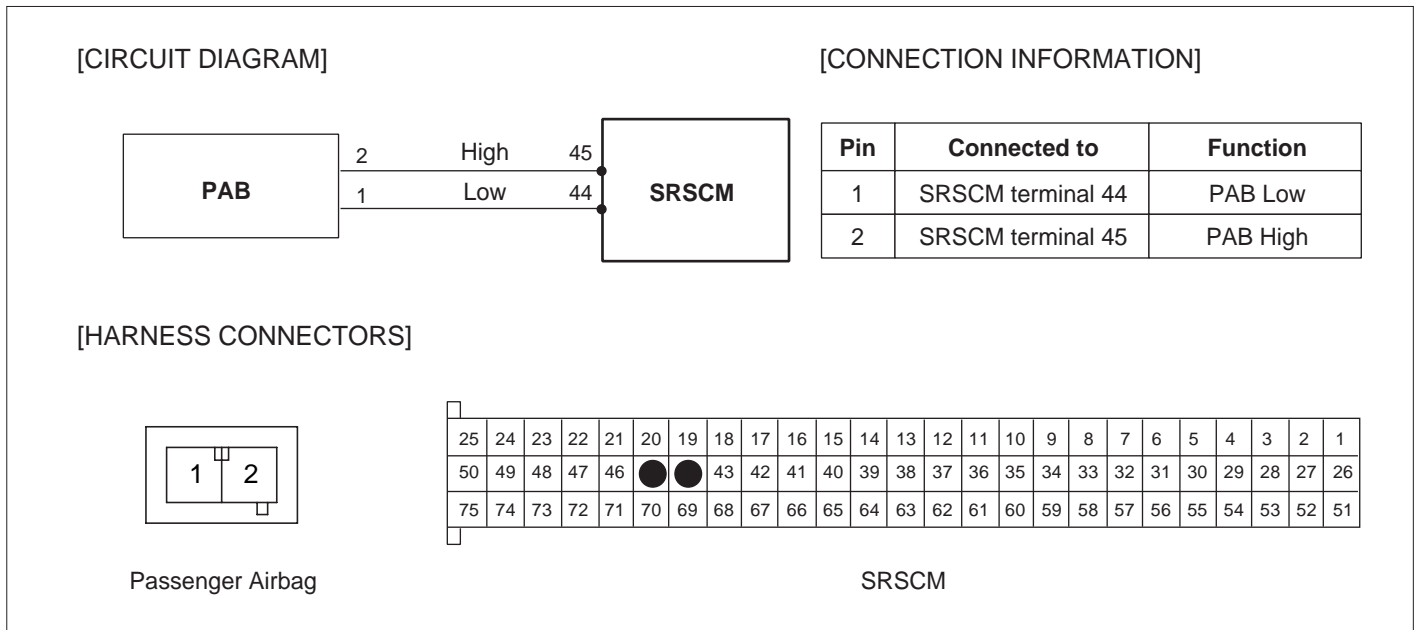 [CIRCUIT DIAGRAM]
[CONNECTION INFORMATION]
PAB
2 High 45
1 Low 44
SRSCM
Pin Connected to Function
1 SRSCM terminal 44 PAB Low
2 SRSCM terminal 45 PAB High
[HARNESS CONNECTORS]
1 2
25 24 23 22 21 20 19 18 17 16 15 14 13 12 11 10 9 8 7 6 5 4 3 2 1
50 49 48 47 46 43 42 41 40 39 38 37 36 35 34 33 32 31 30 29 28 27 26
75 74 73 72 71 70 69 68 67 66 65 64 63 62 61 60 59 58 57 56 55 54 53 52 51
Passenger Airbag
SRSCM